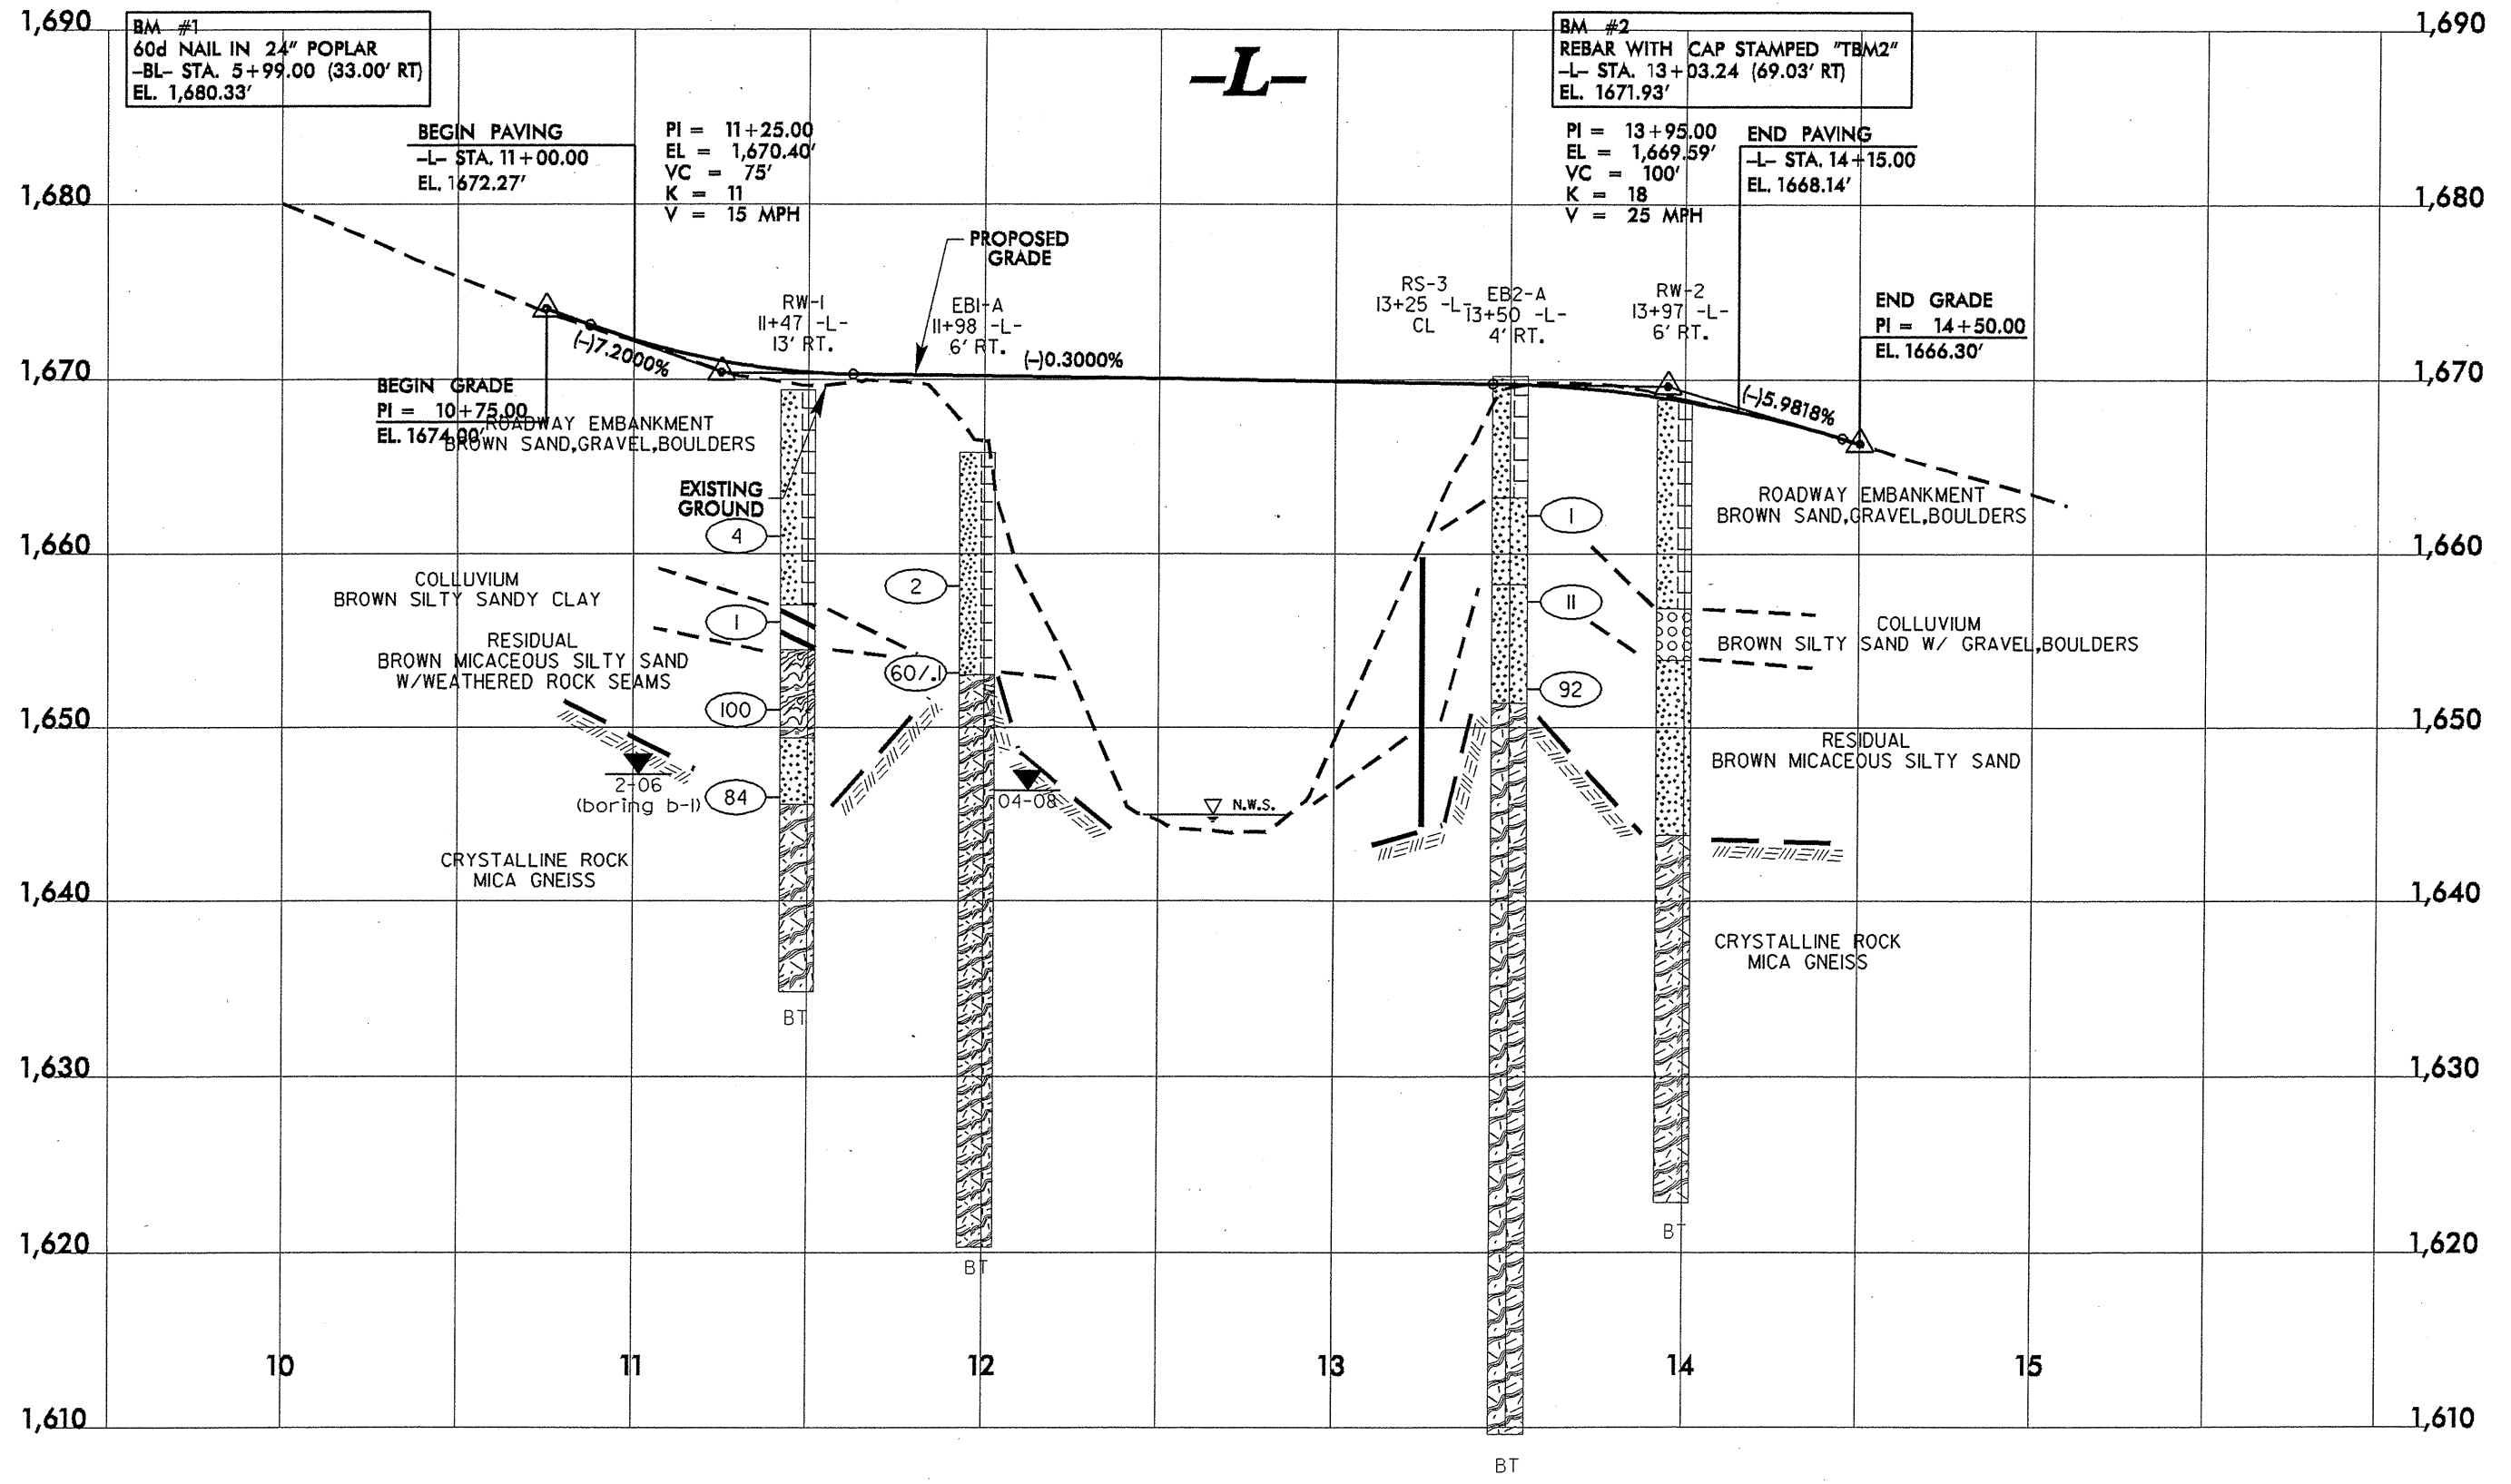 1,690
BM #1
60d NAIL IN 24" POPLAR
-BL- STA. 5+99.00 (33.00' RT)
EL. 1,680.33'
-L-
BM #2
REBAR WITH CAP STAMPED "TBM2"
-L- STA. 13+03.24 (69.03' RT)
EL. 1671.93'
1,690
BEGIN PAVING
-L- STA. 11+00.00
EL. 1672.27'
PI = 11+25.00
EL = 1,670.40'
VC = 75'
K = 11
V = 15 MPH
PI = 13+95.00
EL = 1,669.59'
VC = 100'
K = 18
V = 25 MPH
END PAVING
-L- STA. 14+15.00
EL. 1668.14'
1,680
1,680
PROPOSED
GRADE
RW-1
11+47 -L-
13' RT.
EB1-A
11+98 -L-
6' RT.
RS-3
13+25 -L-
CL
EB2-A
13+50 -L-
4' RT.
RW-2
13+97 -L-
6' RT.
END GRADE
PI = 14+50.00
EL. 1666.30'
(-)7.2000%
(-)0.3000%
(-)5.9818%
1,670
1,670
BEGIN GRADE
PI = 10+75.00
EL. 1674.00'
ROADWAY EMBANKMENT
BROWN SAND,GRAVEL,BOULDERS
EXISTING
GROUND
4
1
ROADWAY EMBANKMENT
BROWN SAND,GRAVEL,BOULDERS
1,660
1,660
COLLUVIUM
BROWN SILTY SANDY CLAY
2
11
1
COLLUVIUM
BROWN SILTY SAND W/ GRAVEL,BOULDERS
RESIDUAL
BROWN MICACEOUS SILTY SAND
W/WEATHERED ROCK SEAMS
60/.1
92
100
1,650
1,650
RESIDUAL
BROWN MICACEOUS SILTY SAND
2-06
(boring b-1)
84
04-08
N.W.S.
CRYSTALLINE ROCK
MICA GNEISS
1,640
1,640
CRYSTALLINE ROCK
MICA GNEISS
BT
1,630
1,630
BT
1,620
1,620
BT
10
11
12
13
14
15
1,610
1,610
BT